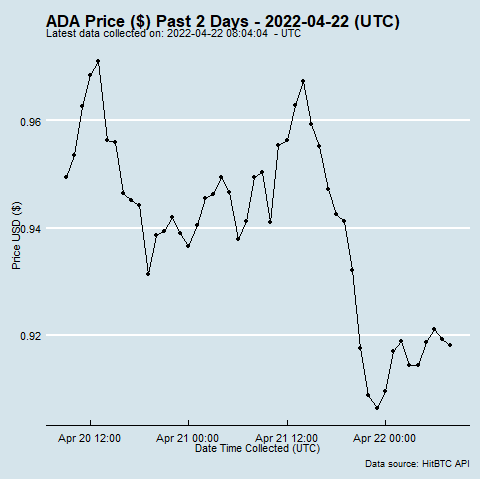 ADA Price ($) Past 2 Days - 2022-04-22 (UTC)
Latest data collected on: 2022-04-22 08:04:04 - UTC
0.96
0.94
0.92
Price USD ($)
Apr 20 12:00
Apr 21 00:00
Apr 21 12:00
Apr 22 00:00
Date Time Collected (UTC)
Data source: HitBTC API